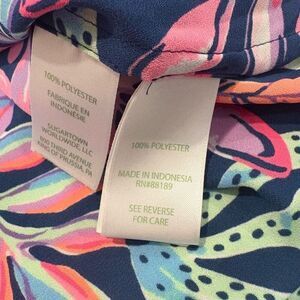 100% POLYESTER
FABRIQUE EN
INDONÉSIE
SUGARTOWN
WORLDWIDE, LLC
800 THIRD AVENUE
KING OF PRUSSIA, PA
100% POLYESTER
MADE IN INDONESIA
RN#88189
SEE REVERSE
FOR CARE